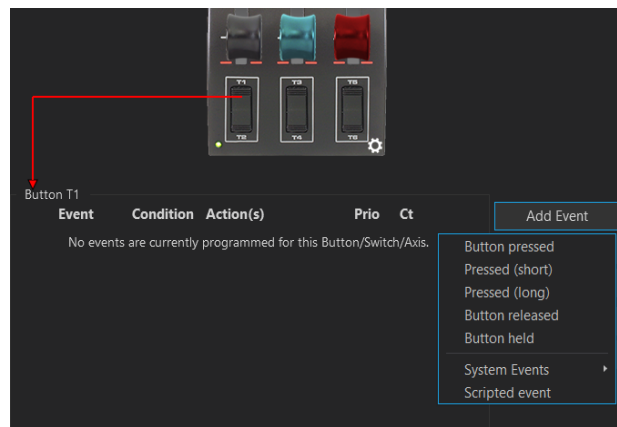 T1 T3 T5
T2 T4 T6
Button T1
Event Condition Action(s) Prio Ct
Add Event
No events are currently programmed for this Button/Switch/Axis.
Button pressed
Pressed (short)
Pressed (long)
Button released
Button held
System Events
Scripted event